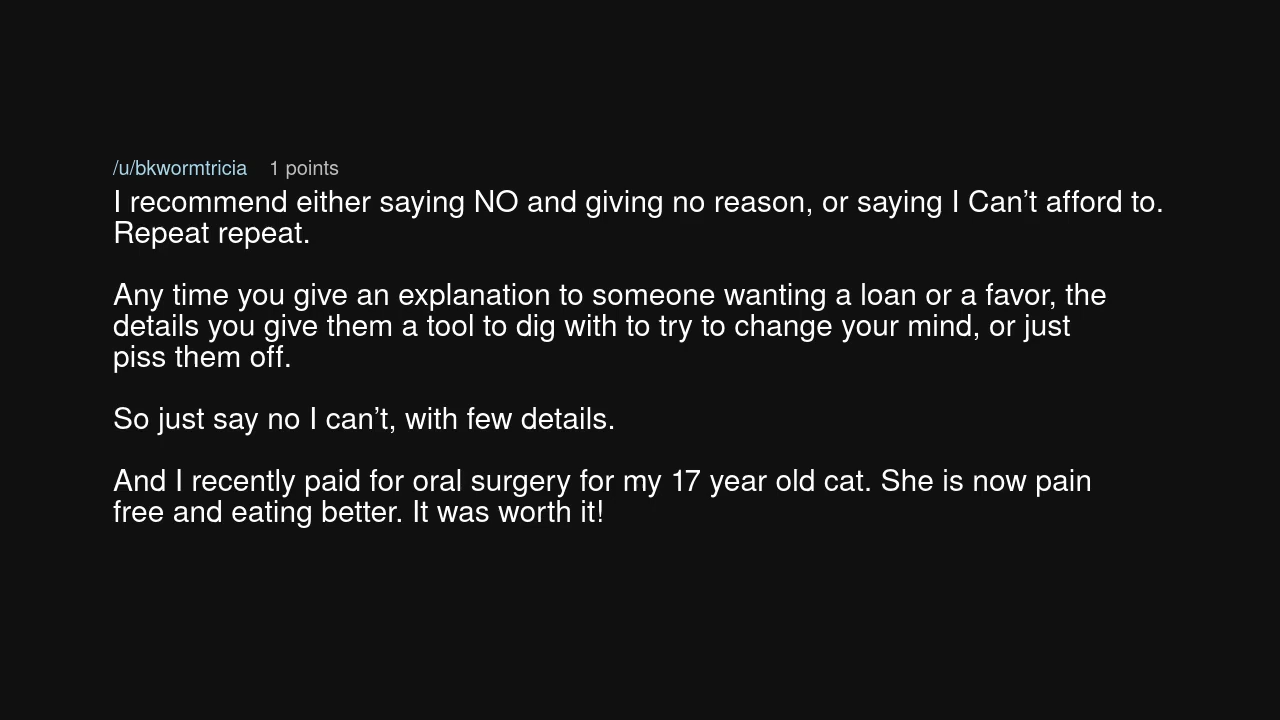 /u/bkwormtricia 1 points
I recommend either saying NO and giving no reason, or saying I Can’t afford to.
Repeat repeat.
Any time you give an explanation to someone wanting a loan or a favor, the
details you give them a tool to dig with to try to change your mind, or just
piss them off.
So just say no I can’t, with few details.
And I recently paid for oral surgery for my 17 year old cat. She is now pain
free and eating better. It was worth it!